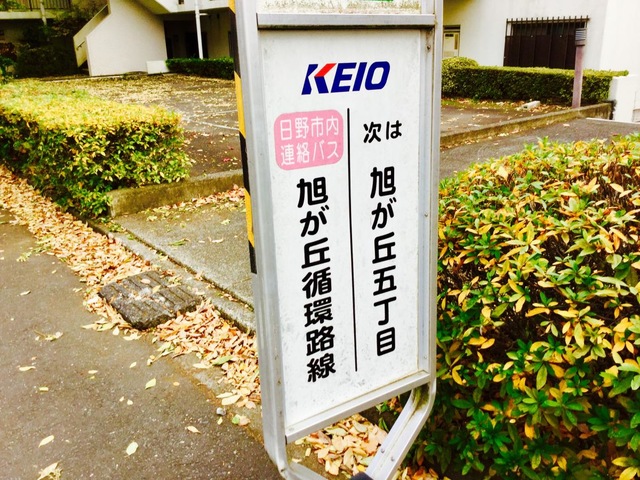 KEIO
次は 旭が丘五丁目
日野市内
連絡バス
旭が丘循環路線